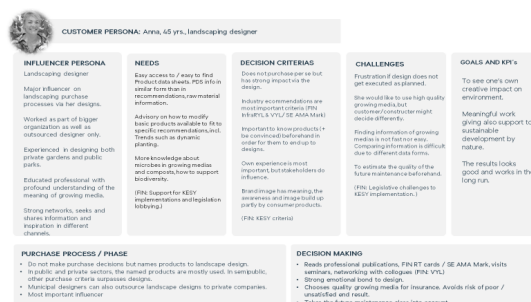 CUSTOMER PERSONA: Anna, 45 yrs., landscaping designer
INFLUENCER PERSONA
Landscaping designer
Major influencer on
landscaping purchase
processes via her designs.
Worked as part of bigger
organization as well as
outsourced designer only.
Experienced in designing both
private gardens and public
parks.
Educated professional with
profound understanding of the
meaning of growing media.
Strong networks, seeks and
shares information and
inspiration in different
channels.
NEEDS
Easy access to / easy to find
Product data sheets. PDS info in
similar form than in
recommendations, raw material
information.
Advisory on how to modify
basic products available to fit to
specific recommendations, incl.
Trends such as dynamic
planting.
More knowledge about
microbes in growing medias
and composts, how to support
biodiversity.
(FIN: Support for KESY
implementations and legislation
lobbying.)
DECISION CRITERIAS
Does not purchase per se but
has strong impact via the
design.
Industry ecommendations are
most important criteria (FIN
InfraRYL & VYL/ SE AMA Mark)
Important to know products (+
be convinced) beforehand in
order for them to end up to
designs.
Own experience is most
important, but stakeholders do
influence.
Brand image has meaning, the
awareness and image build up
partly by consumer products.
(FIN: KESY criteria)
CHALLENGES
Frustration if design does not
get executed as planned.
She would like to use high quality
growing media, but
customer/constructor might
decide differently.
Finding information of growing
medias is not fast nor easy.
Comparing information is difficult
due to different data forms.
To estimate the quality of the
future maintenance beforehand.
(FIN: Legislative challenges to
KESY implementation.)
GOALS AND KPI's
To see one's own
creative impact on
environment.
Meaningful work
giving also support to
sustainable
development by
nature.
The results looks
good and works in the
long run.
PURCHASE PROCESS / PHASE
• Do not make purchase decisions but names products to landscape design.
• In public and private sectors, the named products are mostly used. In semipublic,
other purchase criterias surpasses designs.
• Municipal designers can also outsource landscape designs to private companies.
• Most important influencer
DECISION MAKING
• Reads professional publications, FIN RT cards / SE AMA Mark, visits
seminars, networking with colleagues (FIN: VYL)
• Strong emotional bond to design.
• Chooses quality growing media for insurance. Avoids risk of poor /
unsatisfied end result.